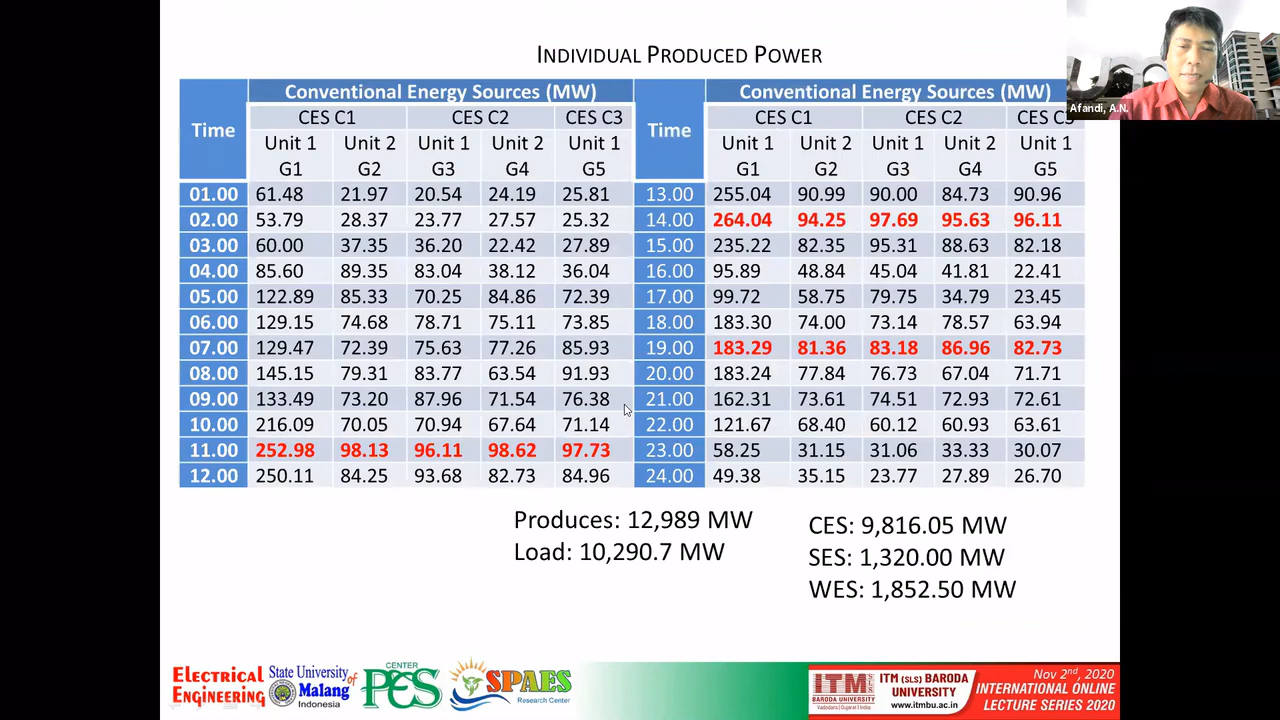 INDIVIDUAL PRODUCED POWER
Time Conventional Energy Sources (MW) Time Conventional Energy Sources (MW)
CES C1 CES C2 CES C3 CES C1 CES C2 CES C3
Unit 1 Unit 2 Unit 1 Unit 2 Unit 1 Unit 1 Unit 2 Unit 1 Unit 2 Unit 1
G1 G2 G3 G4 G5 G1 G2 G3 G4 G5
01.00 61.48 21.97 20.54 24.19 25.81 13.00 255.04 90.99 90.00 84.73 90.96
02.00 53.79 28.37 23.77 27.57 25.32 14.00 264.04 94.25 97.69 95.63 96.11
03.00 60.00 37.35 36.20 22.42 27.89 15.00 235.22 82.35 95.31 88.63 82.18
04.00 85.60 89.35 83.04 38.12 36.04 16.00 95.89 48.84 45.04 41.81 22.41
05.00 122.89 85.33 70.25 84.86 72.39 17.00 99.72 58.75 79.75 34.79 23.45
06.00 129.15 74.68 78.71 75.11 73.85 18.00 183.30 74.00 73.14 78.57 63.94
07.00 129.47 72.39 75.63 77.26 85.93 19.00 183.29 81.36 83.18 86.96 82.73
08.00 145.15 79.31 83.77 63.54 91.93 20.00 183.24 77.84 76.73 67.04 71.71
09.00 133.49 73.20 87.96 71.54 76.38 21.00 162.31 73.61 74.51 72.93 72.61
10.00 216.09 70.05 70.94 67.64 71.14 22.00 121.67 68.40 60.12 60.93 63.61
11.00 252.98 98.13 96.11 98.62 97.73 23.00 58.25 31.15 31.06 33.33 30.07
12.00 250.11 84.25 93.68 82.73 84.96 24.00 49.38 35.15 23.77 27.89 26.70
Produces: 12,989 MW
Load: 10,290.7 MW
CES: 9,816.05 MW
SES: 1,320.00 MW
WES: 1,852.50 MW
Afandi, A.N.
Electrical
Engineering
State University of
Malang
Indonesia
CENTER
PES
SPAES
Research Center
ITM
SLS
BARODA UNIVERSITY
Vadodara | Gujarat | India
ITM (SLS) BARODA
UNIVERSITY
www.itmbu.ac.in
Nov 2nd, 2020
INTERNATIONAL ONLINE
LECTURE SERIES 2020